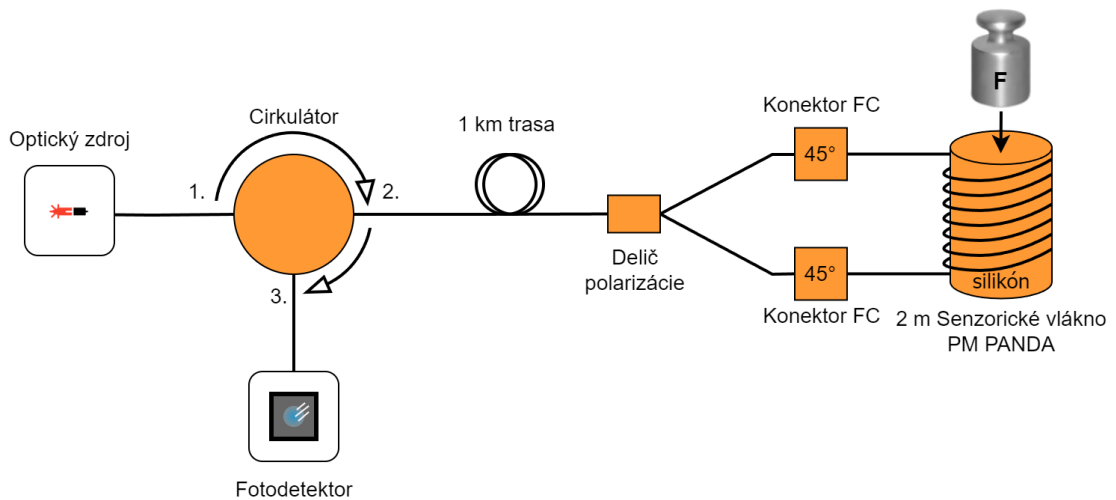 Optický zdroj
Cirkulátor
1.
2.
3.
Fotodetektor
1 km trasa
Delič
polarizácie
Konektor FC
45°
45°
Konektor FC
F
silikón
2 m Senzorické vlákno
PM PANDA